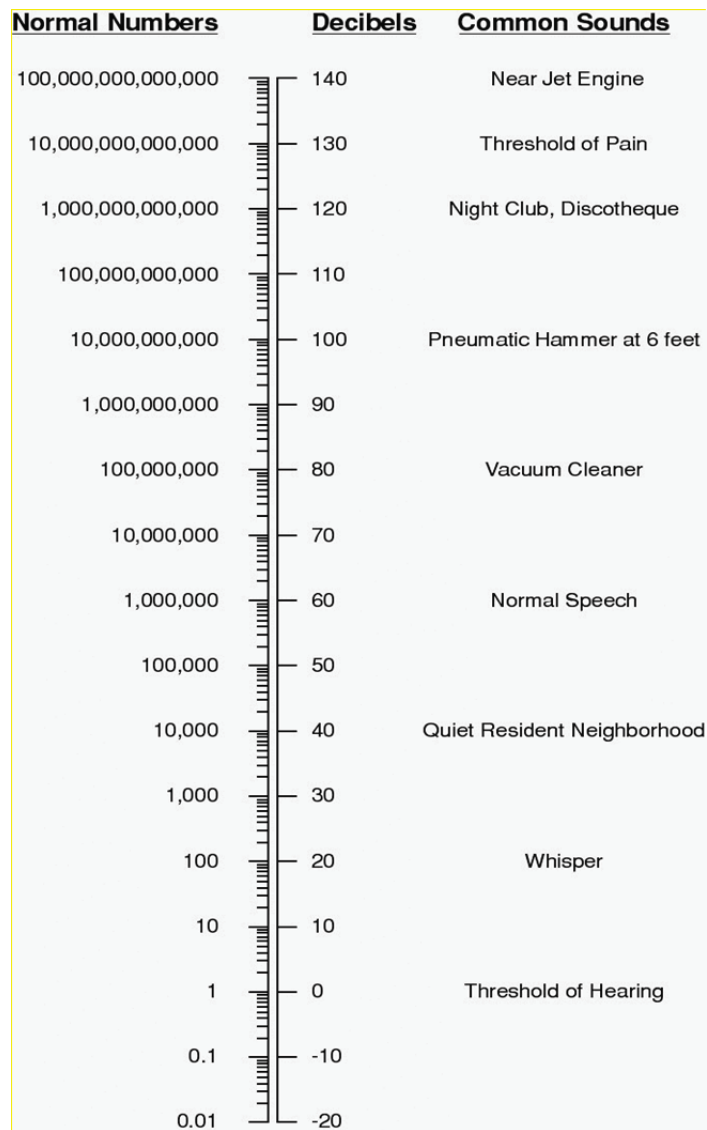 Normal Numbers Decibels Common Sounds
100,000,000,000,000 140 Near Jet Engine
10,000,000,000,000 130 Threshold of Pain
1,000,000,000,000 120 Night Club, Discotheque
100,000,000,000 110
10,000,000,000 100 Pneumatic Hammer at 6 feet
1,000,000,000 90
100,000,000 80 Vacuum Cleaner
10,000,000 70
1,000,000 60 Normal Speech
100,000 50
10,000 40 Quiet Resident Neighborhood
1,000 30
100 20 Whisper
10 10
1 0 Threshold of Hearing
0.1 -10
0.01 -20